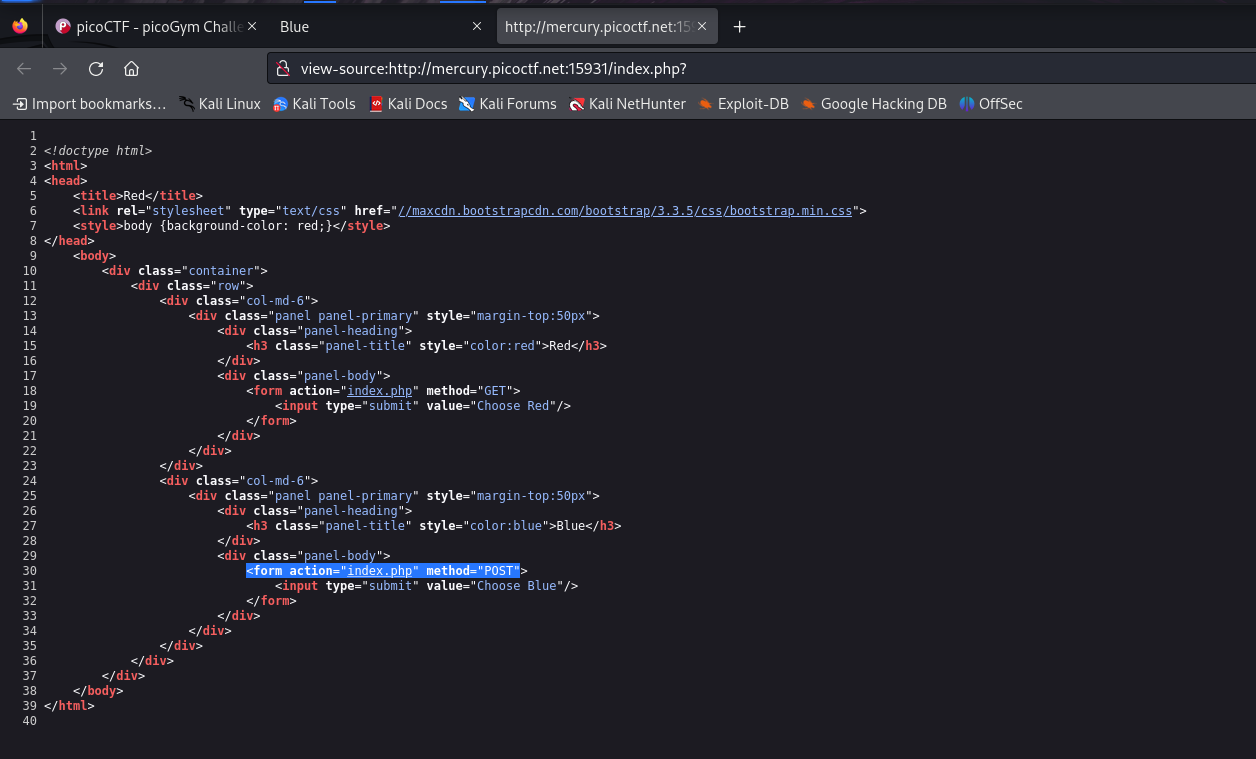 picoCTF - picoGym Challe
Blue
http://mercury.picoctf.net:15
view-source:http://mercury.picoctf.net:15931/index.php?
Import bookmarks…
Kali Linux
Kali Tools
Kali Docs
Kali Forums
Kali NetHunter
Exploit-DB
Google Hacking DB
OffSec
1
2 <!doctype html>
3 <html>
4 <head>
5     <title>Red</title>
6     <link rel="stylesheet" type="text/css" href="//maxcdn.bootstrapcdn.com/bootstrap/3.3.5/css/bootstrap.min.css">
7     <style>body {background-color: red;}</style>
8 </head>
9     <body>
10         <div class="container">
11             <div class="row">
12                 <div class="col-md-6">
13                     <div class="panel panel-primary" style="margin-top:50px">
14                         <div class="panel-heading">
15                             <h3 class="panel-title" style="color:red">Red</h3>
16                         </div>
17                         <div class="panel-body">
18                             <form action="index.php" method="GET">
19                                 <input type="submit" value="Choose Red"/>
20                             </form>
21                         </div>
22                     </div>
23                 </div>
24                 <div class="col-md-6">
25                     <div class="panel panel-primary" style="margin-top:50px">
26                         <div class="panel-heading">
27                             <h3 class="panel-title" style="color:blue">Blue</h3>
28                         </div>
29                         <div class="panel-body">
30                             <form action="index.php" method="POST">
31                                 <input type="submit" value="Choose Blue"/>
32                             </form>
33                         </div>
34                     </div>
35                 </div>
36             </div>
37         </div>
38     </body>
39 </html>
40